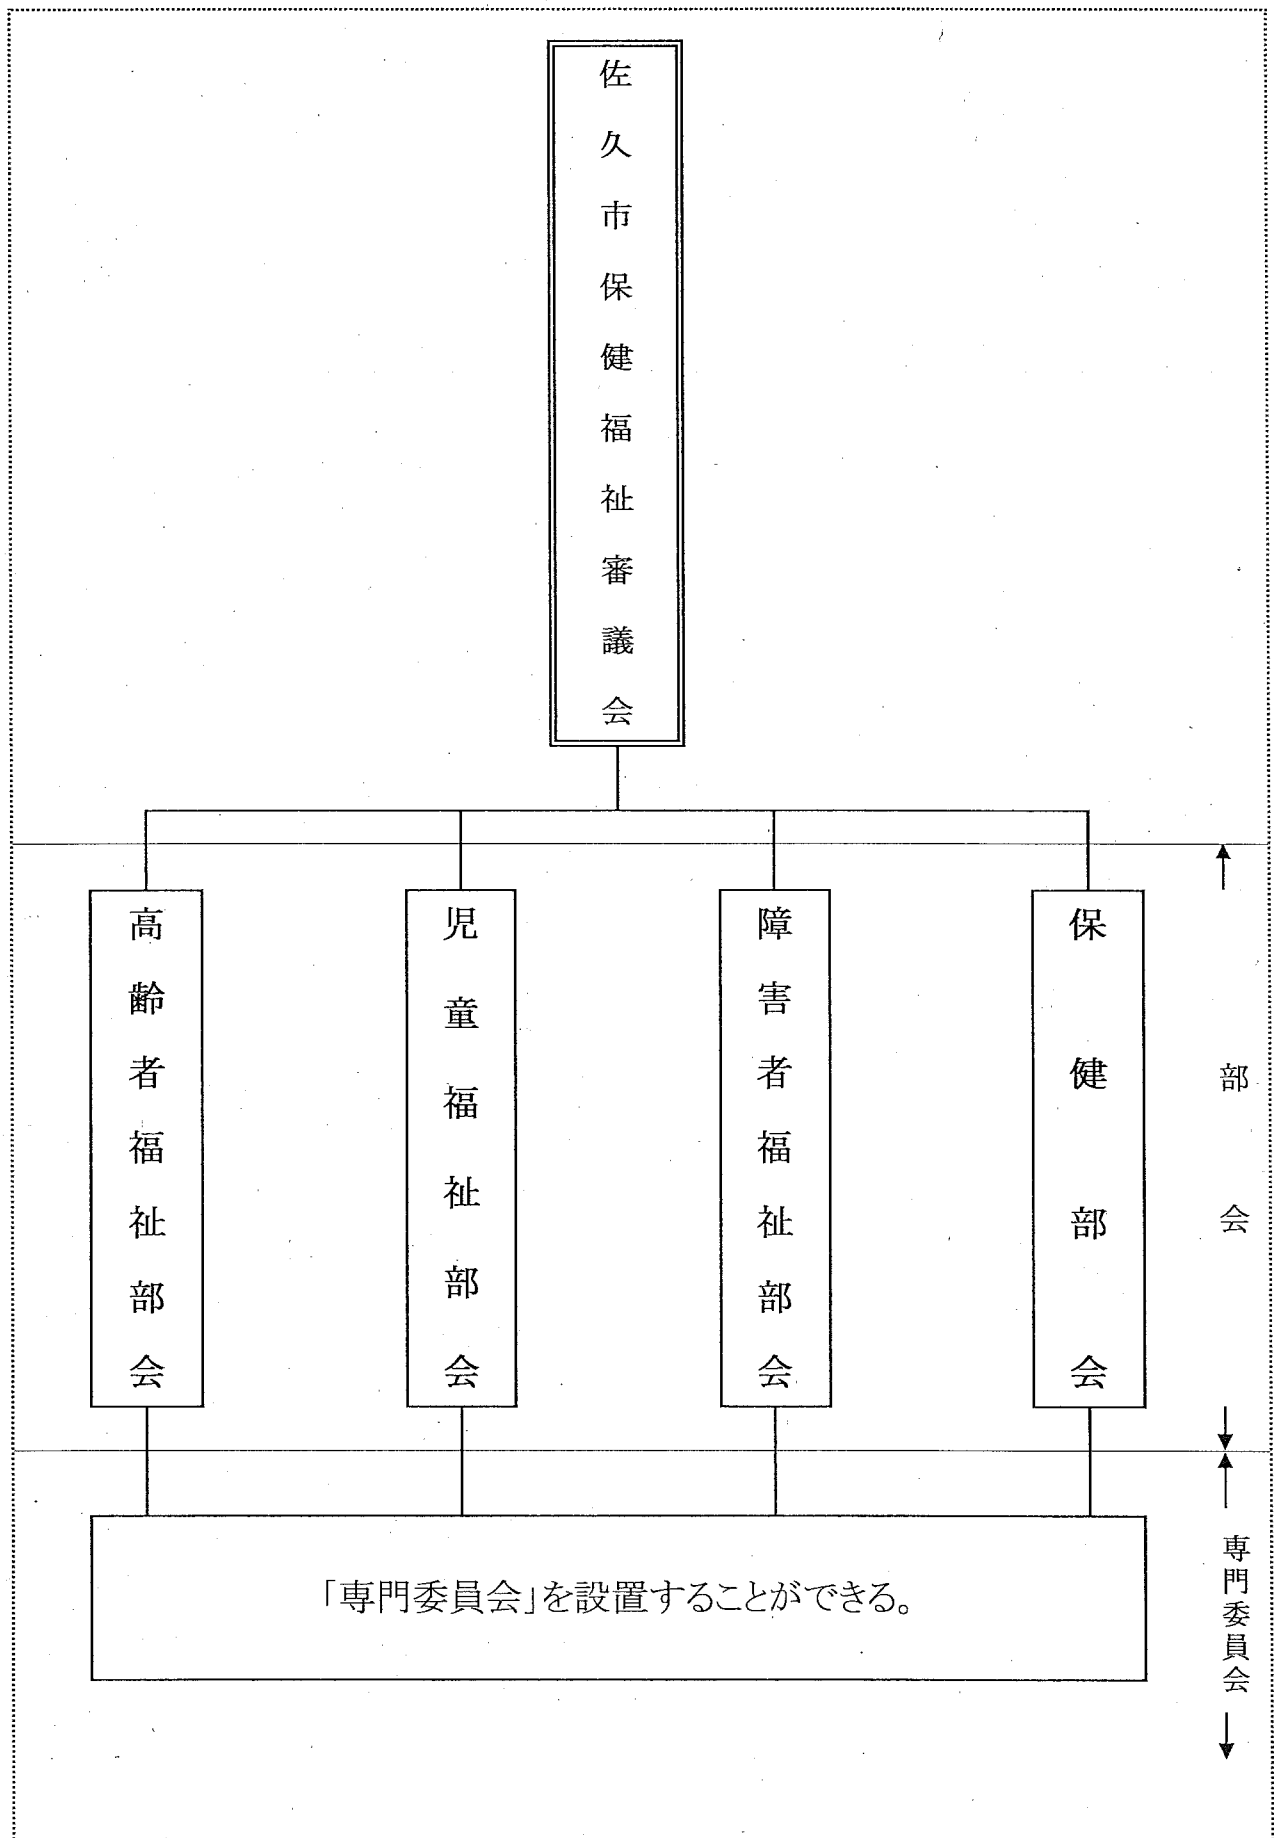 佐久市保健福祉審議会
高齢者福祉部会
児童福祉部会
障害者福祉部会
保健部会
部会
「専門委員会」を設置することができる。
専門委員会